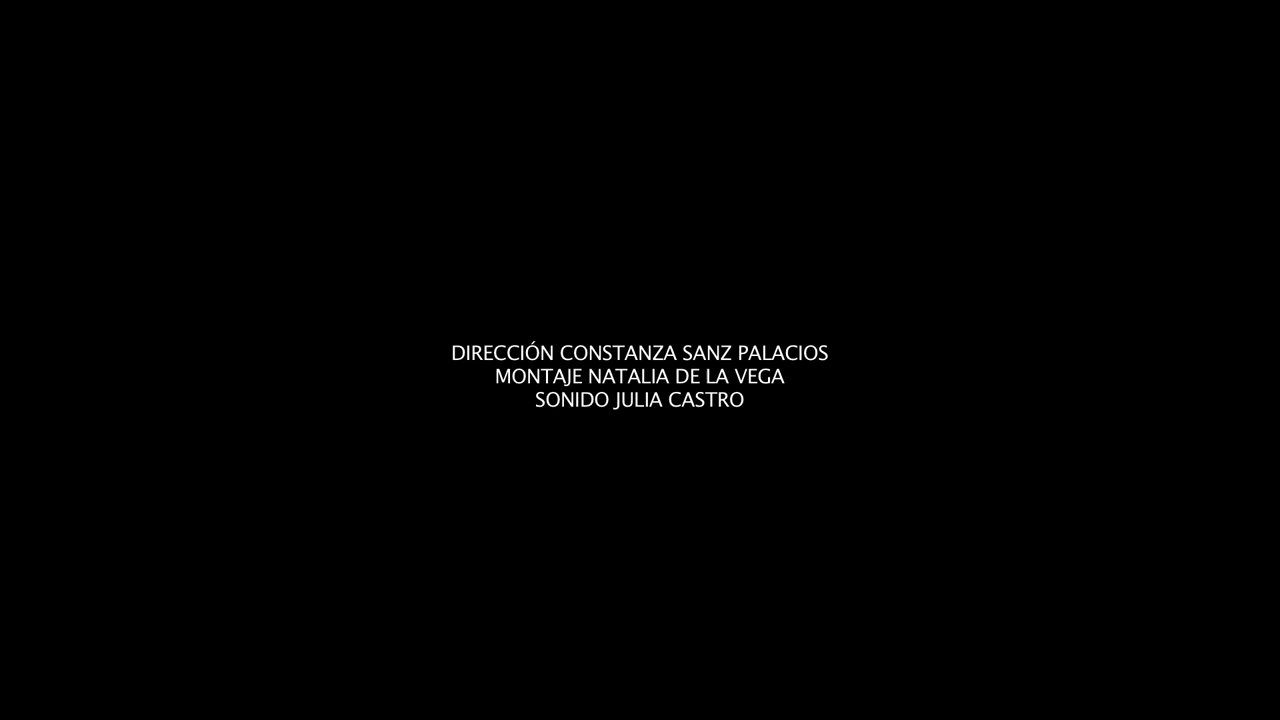 DIRECCIÓN CONSTANZA SANZ PALACIOS
MONTAJE NATALIA DE LA VEGA
SONIDO JULIA CASTRO